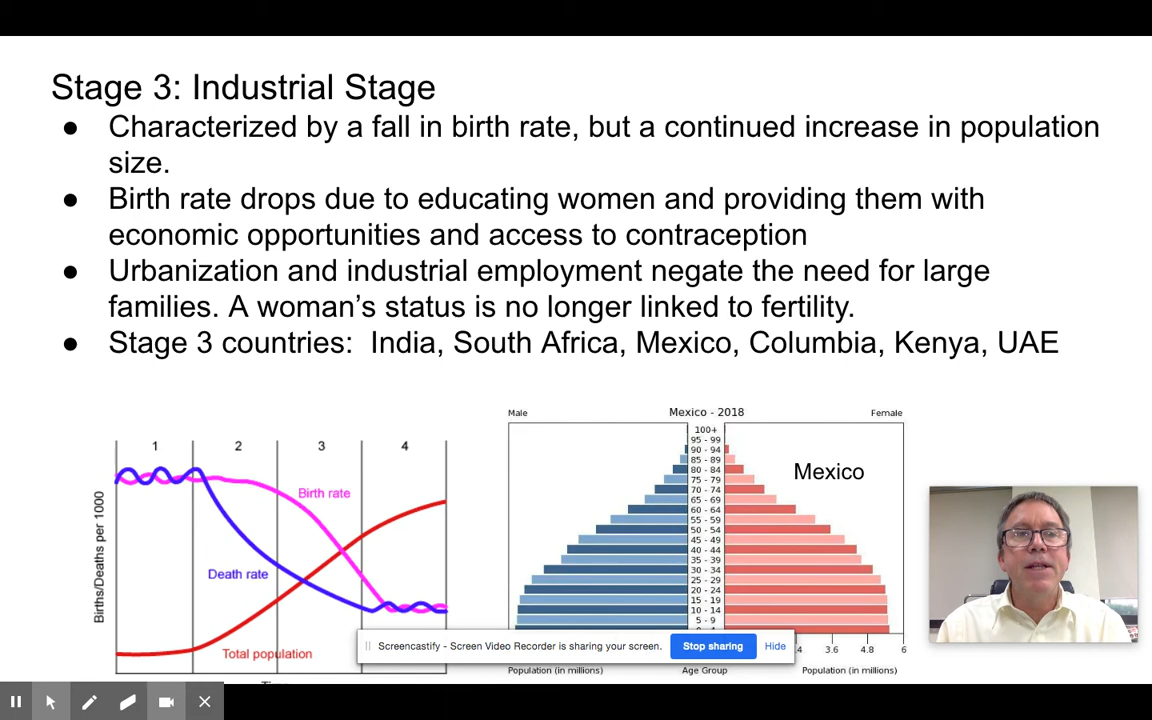 Stage 3: Industrial Stage
● Characterized by a fall in birth rate, but a continued increase in population
size.
● Birth rate drops due to educating women and providing them with
economic opportunities and access to contraception
● Urbanization and industrial employment negate the need for large
families. A woman’s status is no longer linked to fertility.
● Stage 3 countries: India, South Africa, Mexico, Columbia, Kenya, UAE
1 2 3 4
Births/Deaths per 1000
Birth rate
Death rate
Total population
Male Mexico - 2018 Female
Mexico
100+
95 - 99
90 - 94
85 - 89
80 - 84
75 - 79
70 - 74
65 - 69
60 - 64
55 - 59
50 - 54
45 - 49
40 - 44
35 - 39
30 - 34
25 - 29
20 - 24
15 - 19
10 - 14
5 - 9
3.6 4.8 6
Population (in millions) Age Group Population (in millions)
Screencastify - Screen Video Recorder is sharing your screen. Stop sharing Hide